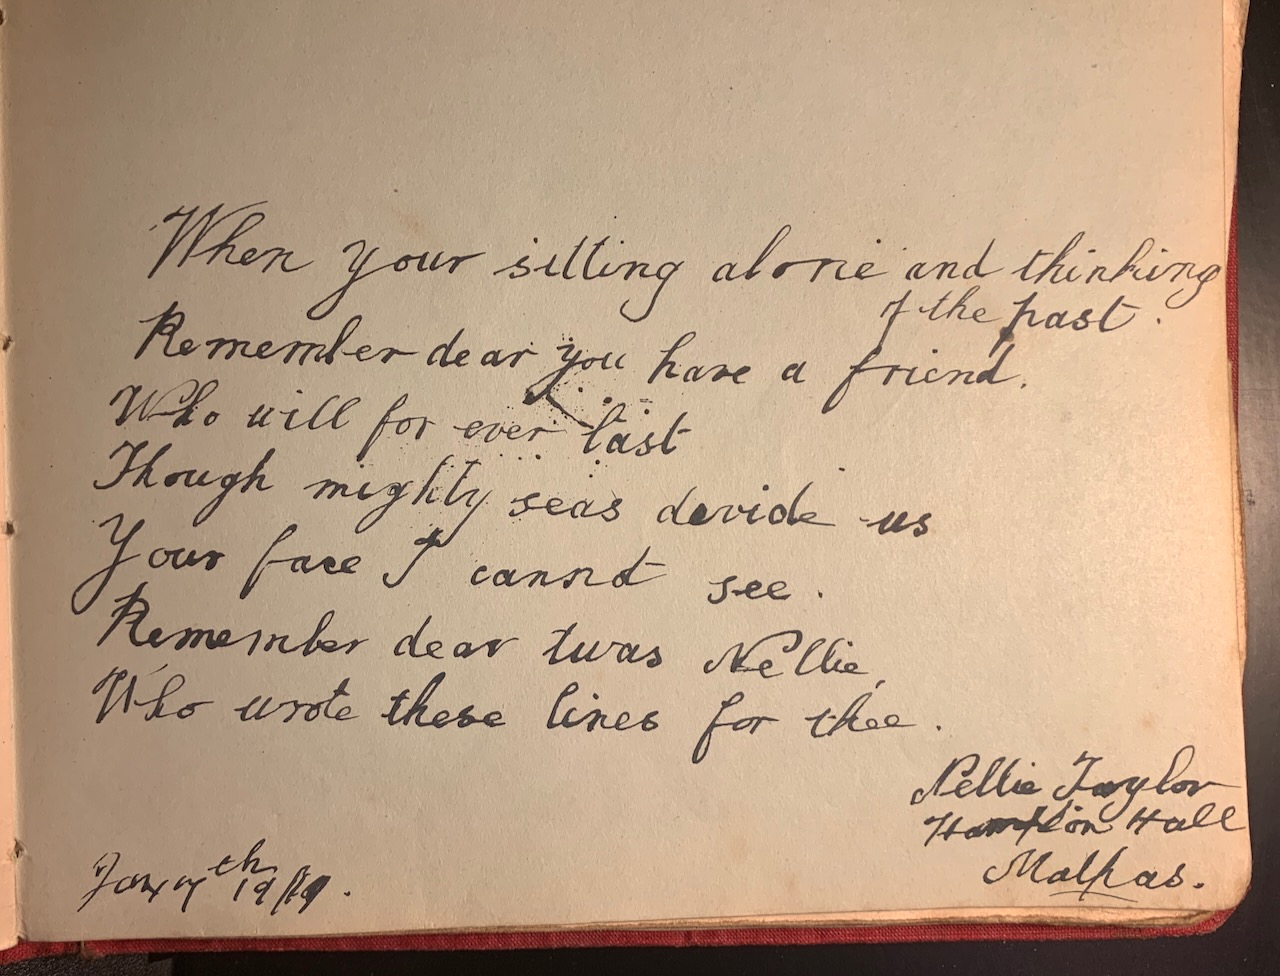 When your sitting alone and thinking
of the past.
Remember dear you have a friend.
Who will for ever last
Though mighty seas devide us
Your face I cannot see.
Remember dear twas Nellie,
Who wrote these lines for thee.
Nellie Taylor
Hampton Hall
Malpas.
Jan 7th 1919.